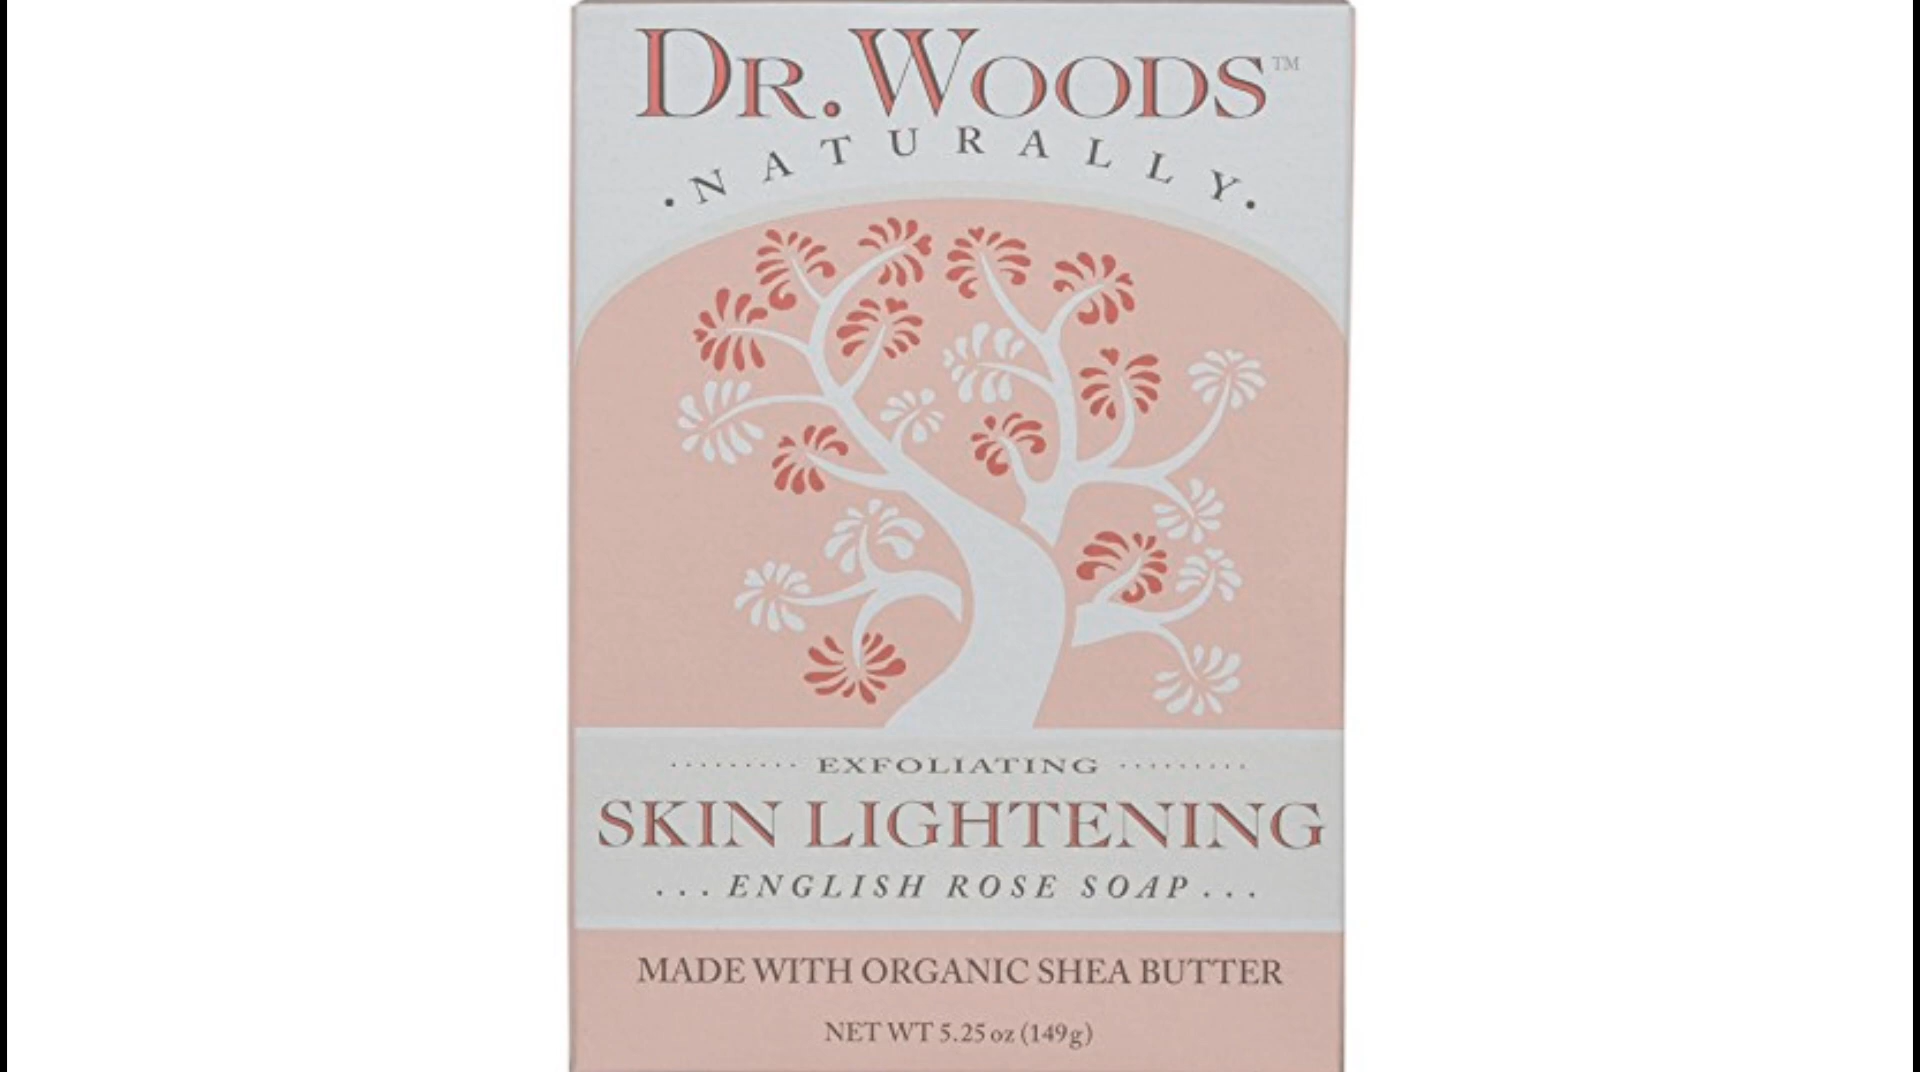 DR. WOODS™
· NATURALLY ·
......... EXFOLIATING .........
SKIN LIGHTENING
... ENGLISH ROSE SOAP ...
MADE WITH ORGANIC SHEA BUTTER
NET WT 5.25 oz (149g)